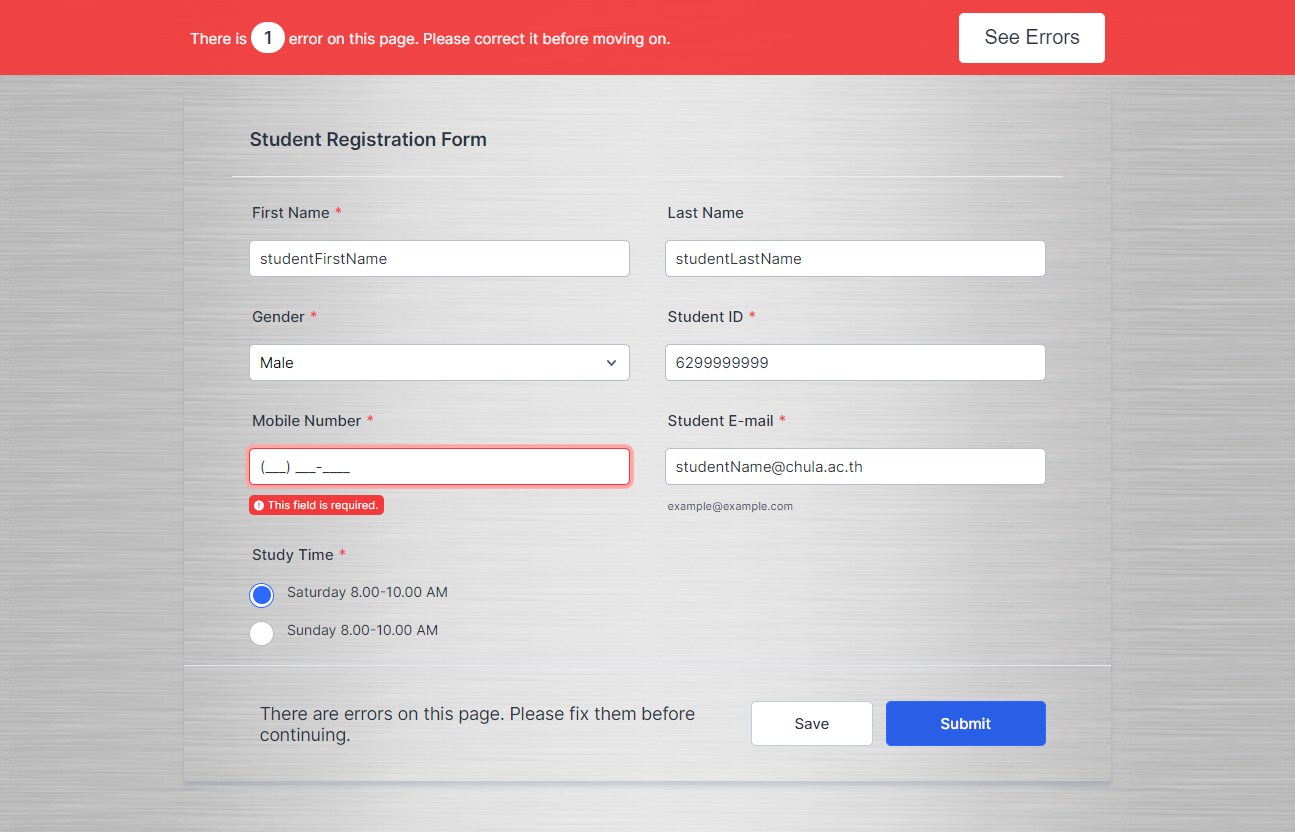 There is 1 error on this page. Please correct it before moving on.
See Errors
Student Registration Form
First Name *
Last Name
studentFirstName
studentLastName
Gender *
Student ID *
Male
6299999999
Mobile Number *
Student E-mail *
(___) ___-____
studentName@chula.ac.th
This field is required.
example@example.com
Study Time *
Saturday 8.00-10.00 AM
Sunday 8.00-10.00 AM
There are errors on this page. Please fix them before
continuing.
Save
Submit